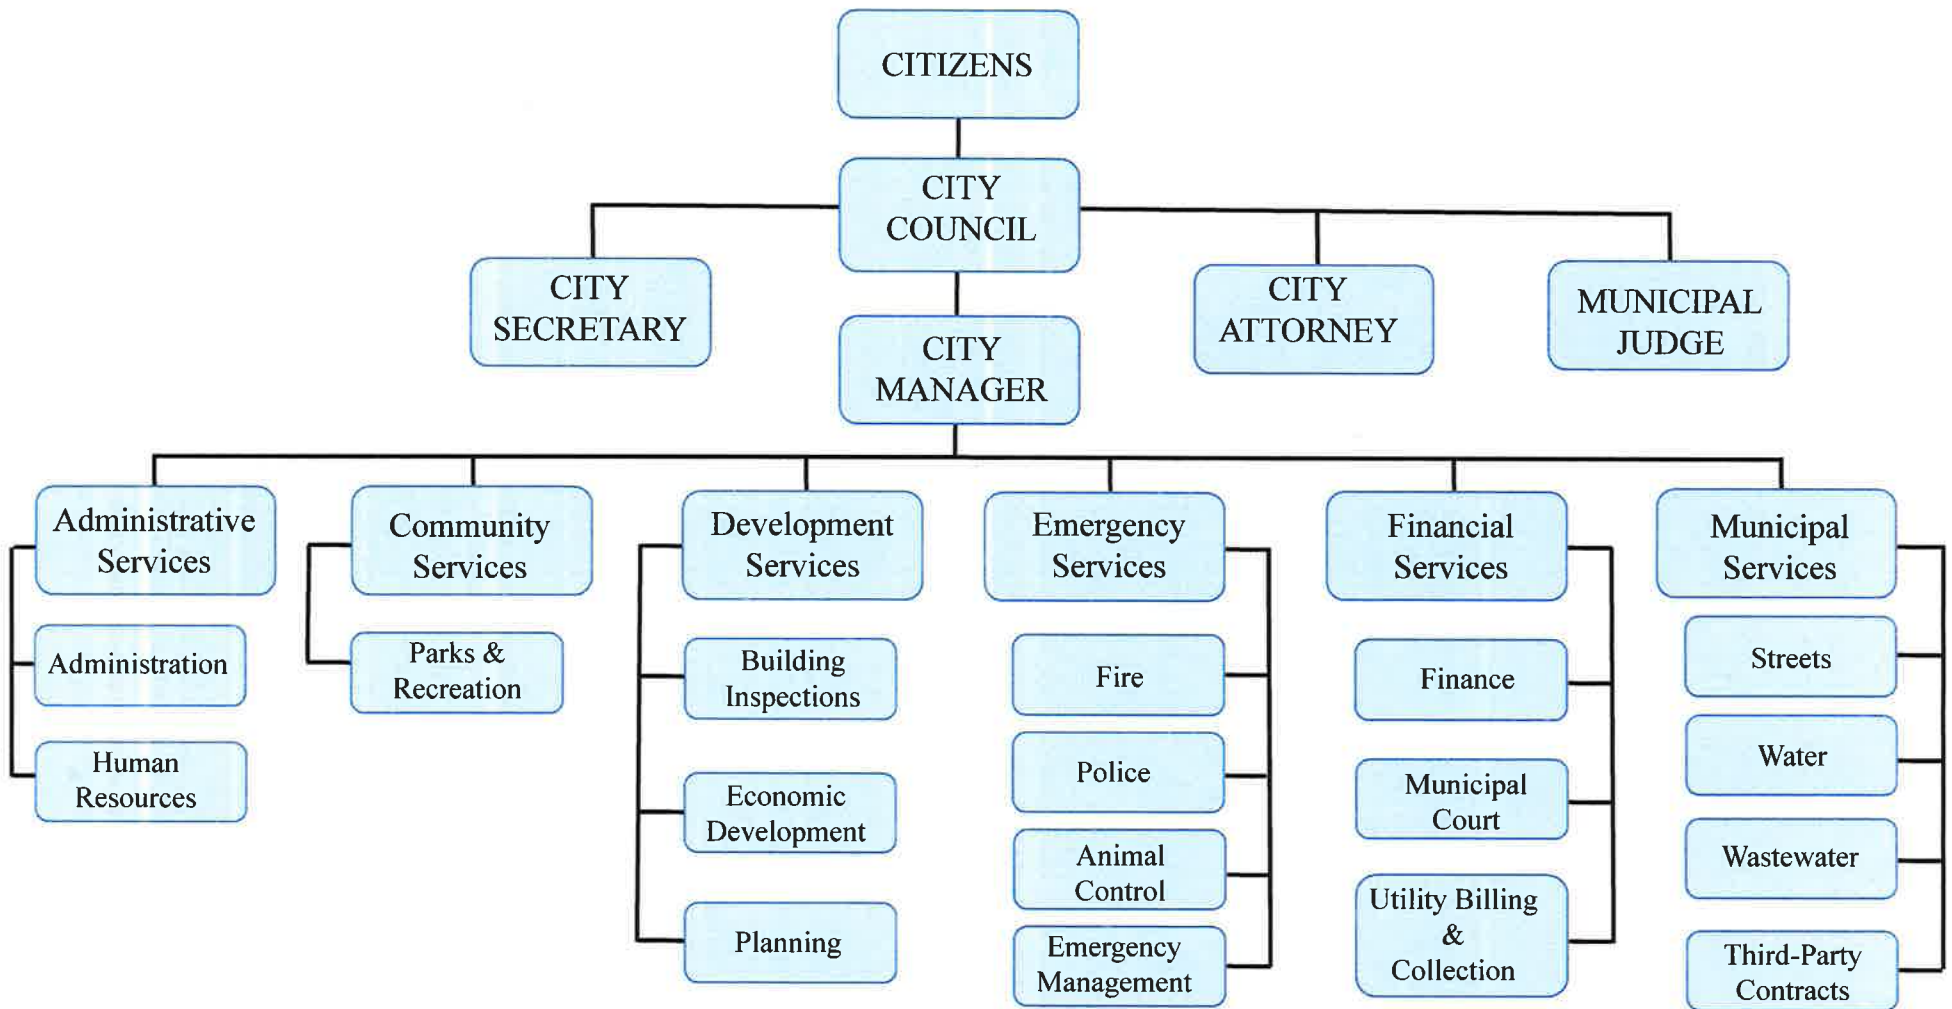 CITIZENS
CITY
COUNCIL
CITY
SECRETARY
CITY
MANAGER
CITY
ATTORNEY
MUNICIPAL
JUDGE
Administrative
Services
Administration
Human
Resources
Community
Services
Parks &
Recreation
Development
Services
Building
Inspections
Economic
Development
Planning
Emergency
Services
Fire
Police
Animal
Control
Emergency
Management
Financial
Services
Finance
Municipal
Court
Utility Billing
&
Collection
Municipal
Services
Streets
Water
Wastewater
Third-Party
Contracts